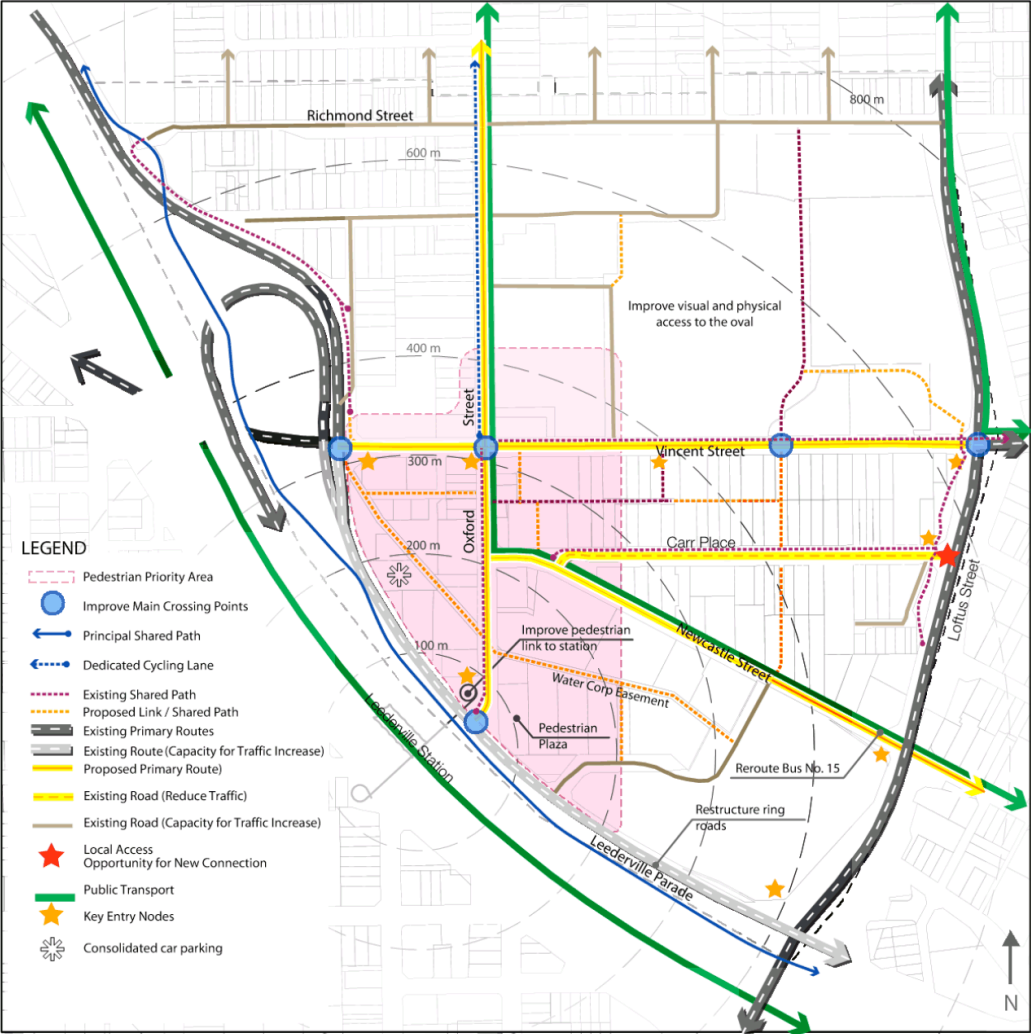 800 m
Richmond Street
600 m
Improve visual and physical
access to the oval
400 m
Street
Vincent Street
300 m
Oxford
Carr Place
200 m
Loftus Street
LEGEND
Pedestrian Priority Area
Improve Main Crossing Points
Principal Shared Path
Dedicated Cycling Lane
Existing Shared Path
Proposed Link / Shared Path
Existing Primary Routes
Existing Route (Capacity for Traffic Increase)
Proposed Primary Route)
Existing Road (Reduce Traffic)
Existing Road (Capacity for Traffic Increase)
Local Access
Opportunity for New Connection
Public Transport
Key Entry Nodes
Consolidated car parking
100 m
Improve pedestrian
link to station
Newcastle Street
Water Corp Easement
Leederville Station
Pedestrian
Plaza
Reroute Bus No. 15
Restructure ring
roads
Leederville Parade
N